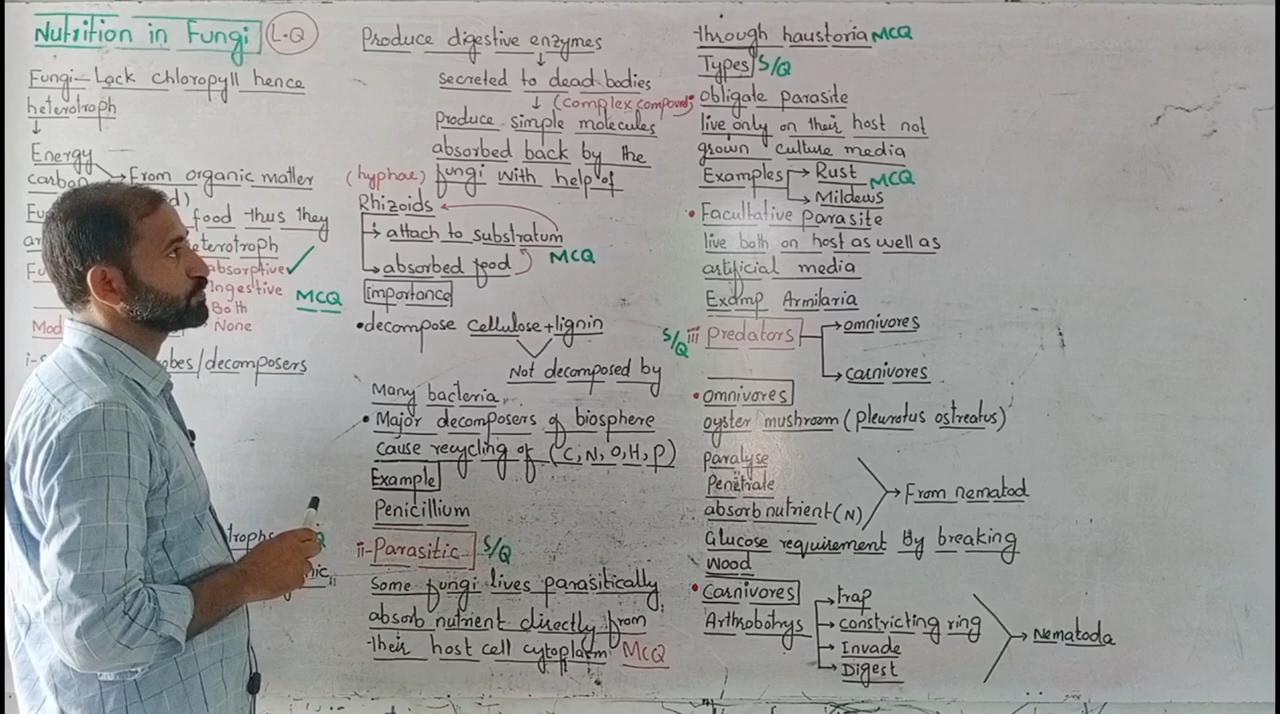 Nutrition in Fungi L-Q
Fungi - Lack chloropyll hence
heterotroph
↓
Energy
carbon → From organic matter
food thus they
eterotroph
absorptive ✓
Ingestive MCQ
Both
None
i- obes/decomposers
trophs
Produce digestive enzymes
↓
secreted to dead bodies
↓ (complex compound)
Produce simple molecules
absorbed back by the
(hyphae) fungi with help of
Rhizoids
→ attach to substratum
→ absorbed food MCQ
Importance
• decompose cellulose + lignin
Not decomposed by
Many bacteria
• Major decomposers of biosphere
cause recycling of (C, N, O, H, P)
Example
Penicillium
ii- Parasitic S/Q
Some fungi lives parasitically
absorb nutrient directly from
their host cell cytoplasm MCQ
through haustoria MCQ
Types S/Q
• obligate parasite
live only on their host not
grown culture media
Examples → Rust MCQ
→ Mildews
• Facultative parasite
live both on host as well as
artificial media
Examp Armilaria
S/Q iii predators → omnivores
→ carnivores
• omnivores
oyster mushroom (pleurotus ostreatus)
paralyse
Penetrate
absorb nutrient (N) → From nematod
Glucose requirement By breaking
Wood
• Carnivores → trap
Arthrobotrys → constricting ring → Nematoda
→ Invade
→ Digest